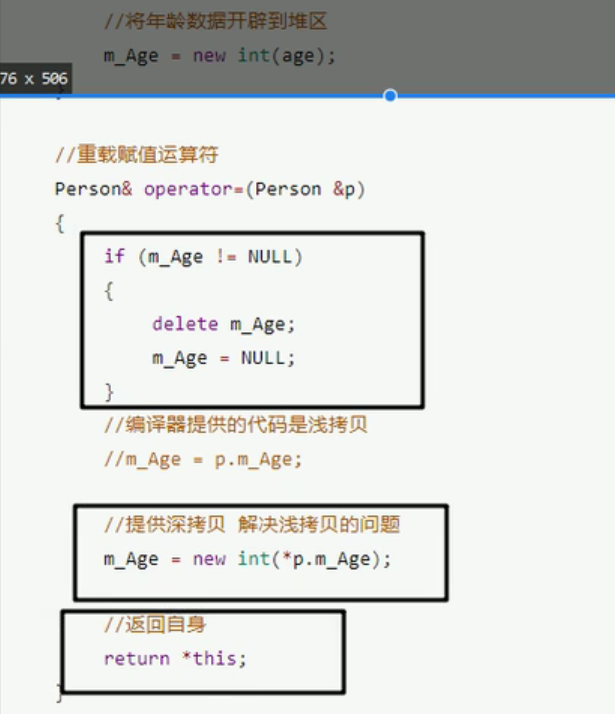 //将年龄数据开辟到堆区
m_Age = new int(age);
76 x 506
//重载赋值运算符
Person& operator=(Person &p)
{
if (m_Age != NULL)
{
delete m_Age;
m_Age = NULL;
}
//编译器提供的代码是浅拷贝
//m_Age = p.m_Age;
//提供深拷贝 解决浅拷贝的问题
m_Age = new int(*p.m_Age);
//返回自身
return *this;
}